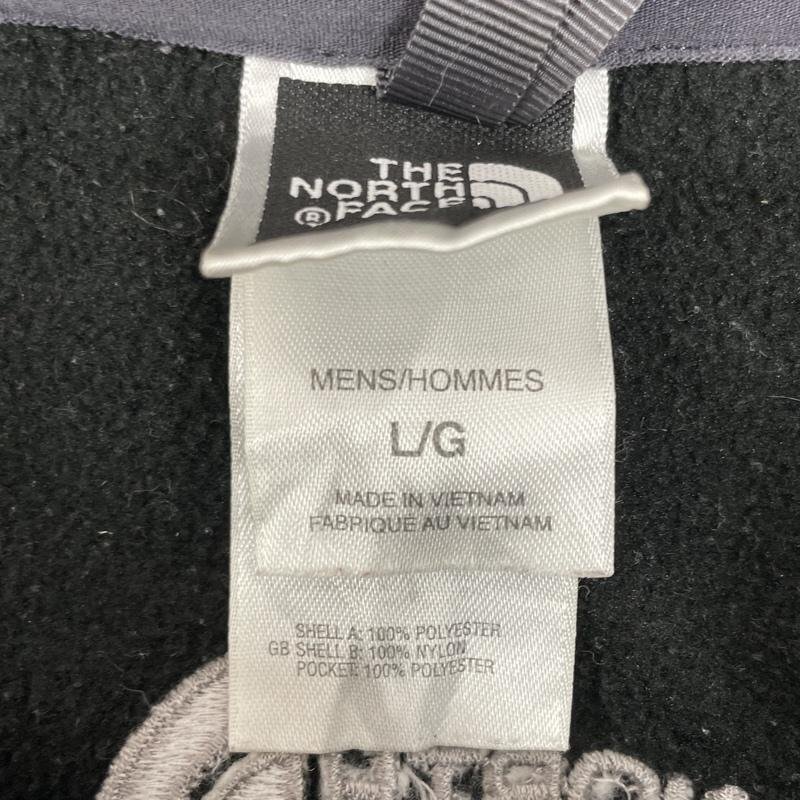 THE
NORTH
® FACE
MENS/HOMMES
L/G
MADE IN VIETNAM
FABRIQUE AU VIETNAM
SHELL A: 100% POLYESTER
GB SHELL B: 100% NYLON
POCKET: 100% POLYESTER